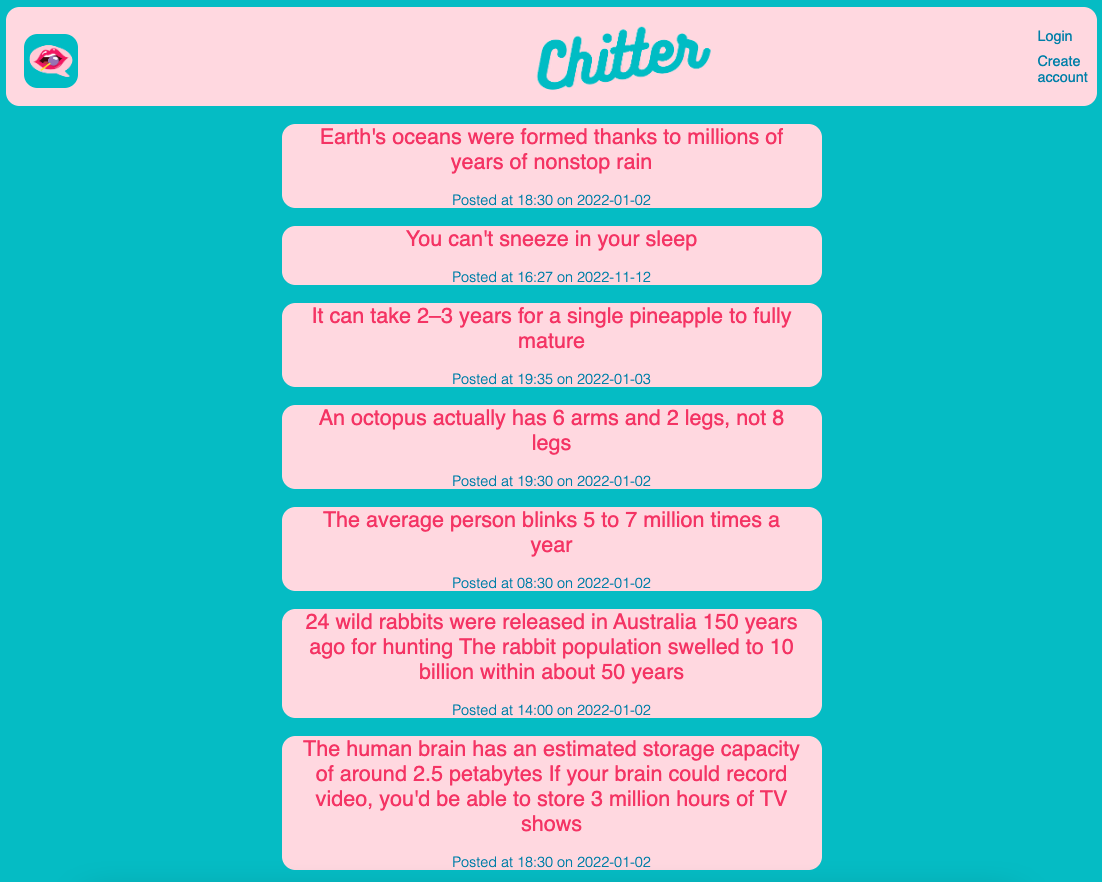 Chitter
Login
Create
account
Earth's oceans were formed thanks to millions of
years of nonstop rain
Posted at 18:30 on 2022-01-02
You can't sneeze in your sleep
Posted at 16:27 on 2022-11-12
It can take 2–3 years for a single pineapple to fully
mature
Posted at 19:35 on 2022-01-03
An octopus actually has 6 arms and 2 legs, not 8
legs
Posted at 19:30 on 2022-01-02
The average person blinks 5 to 7 million times a
year
Posted at 08:30 on 2022-01-02
24 wild rabbits were released in Australia 150 years
ago for hunting The rabbit population swelled to 10
billion within about 50 years
Posted at 14:00 on 2022-01-02
The human brain has an estimated storage capacity
of around 2.5 petabytes If your brain could record
video, you'd be able to store 3 million hours of TV
shows
Posted at 18:30 on 2022-01-02